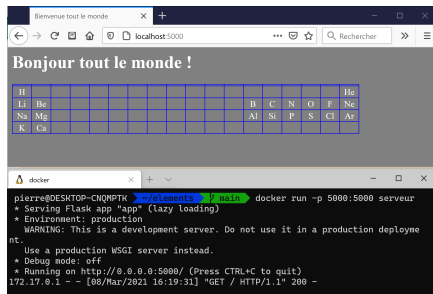 Bienvenue tout le monde
localhost:5000
Rechercher
Bonjour tout le monde !
H He
Li Be B C N O F Ne
Na Mg Al Si P S Cl Ar
K Ca
docker
pierre@DESKTOP-CNQMPTK ~/elements main docker run -p 5000:5000 serveur
* Serving Flask app "app" (lazy loading)
* Environment: production
WARNING: This is a development server. Do not use it in a production deployme
nt.
Use a production WSGI server instead.
* Debug mode: off
* Running on http://0.0.0.0:5000/ (Press CTRL+C to quit)
172.17.0.1 - - [08/Mar/2021 16:19:31] "GET / HTTP/1.1" 200 -